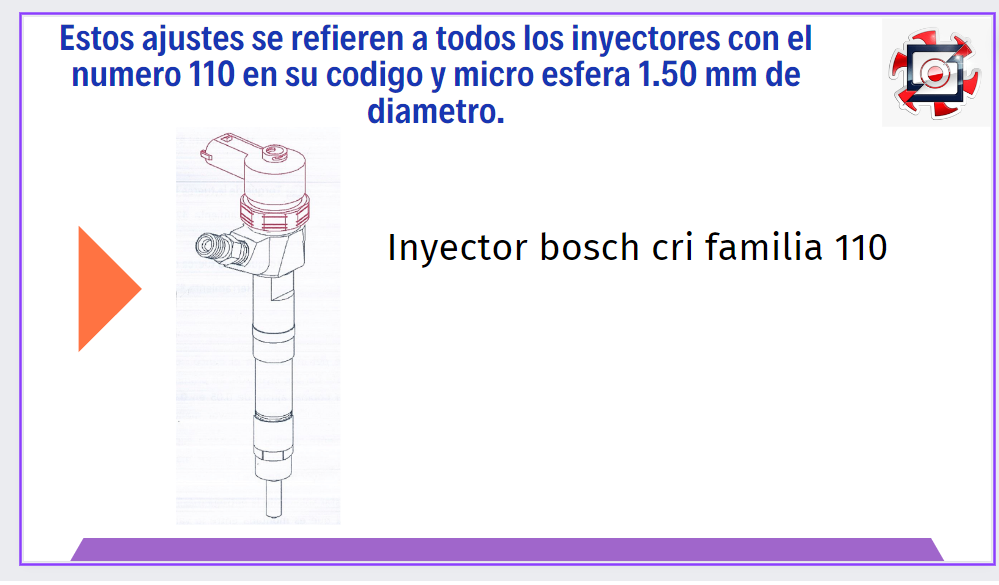 Estos ajustes se refieren a todos los inyectores con el
numero 110 en su codigo y micro esfera 1.50 mm de
diametro.
Inyector bosch cri familia 110